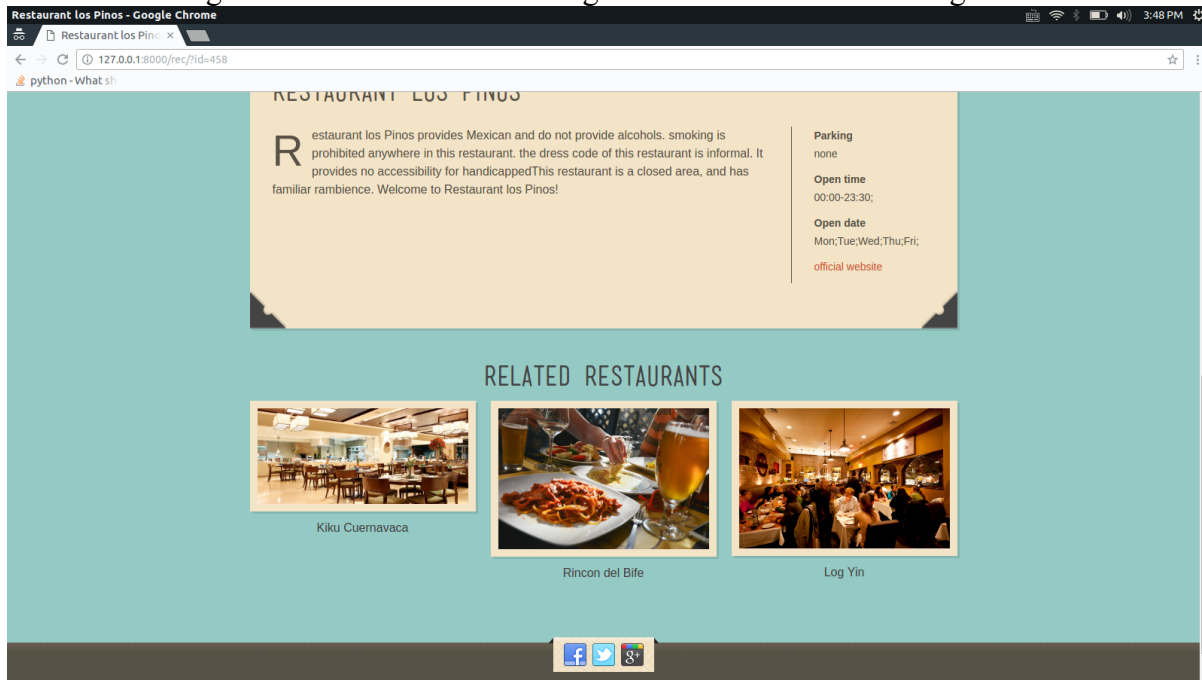 Restaurant los Pinos - Google Chrome
3:48 PM
Restaurant los Pino
127.0.0.1:8000/rec/?id=458
python - What sh
RESTAURANT LOS PINOS
Restaurant los Pinos provides Mexican and do not provide alcohols. smoking is
prohibited anywhere in this restaurant. the dress code of this restaurant is informal. It
provides no accessibility for handicappedThis restaurant is a closed area, and has
familiar rambience. Welcome to Restaurant los Pinos!
Parking
none
Open time
00:00-23:30;
Open date
Mon;Tue;Wed;Thu;Fri;
official website
RELATED RESTAURANTS
Kiku Cuernavaca
Rincon del Bife
Log Yin
f
g+